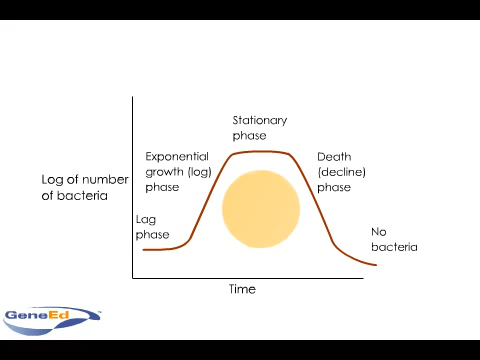 Stationary
phase
Exponential
growth (log)
phase
Death
(decline)
phase
Log of number
of bacteria
Lag
phase
No
bacteria
Time
GeneEd